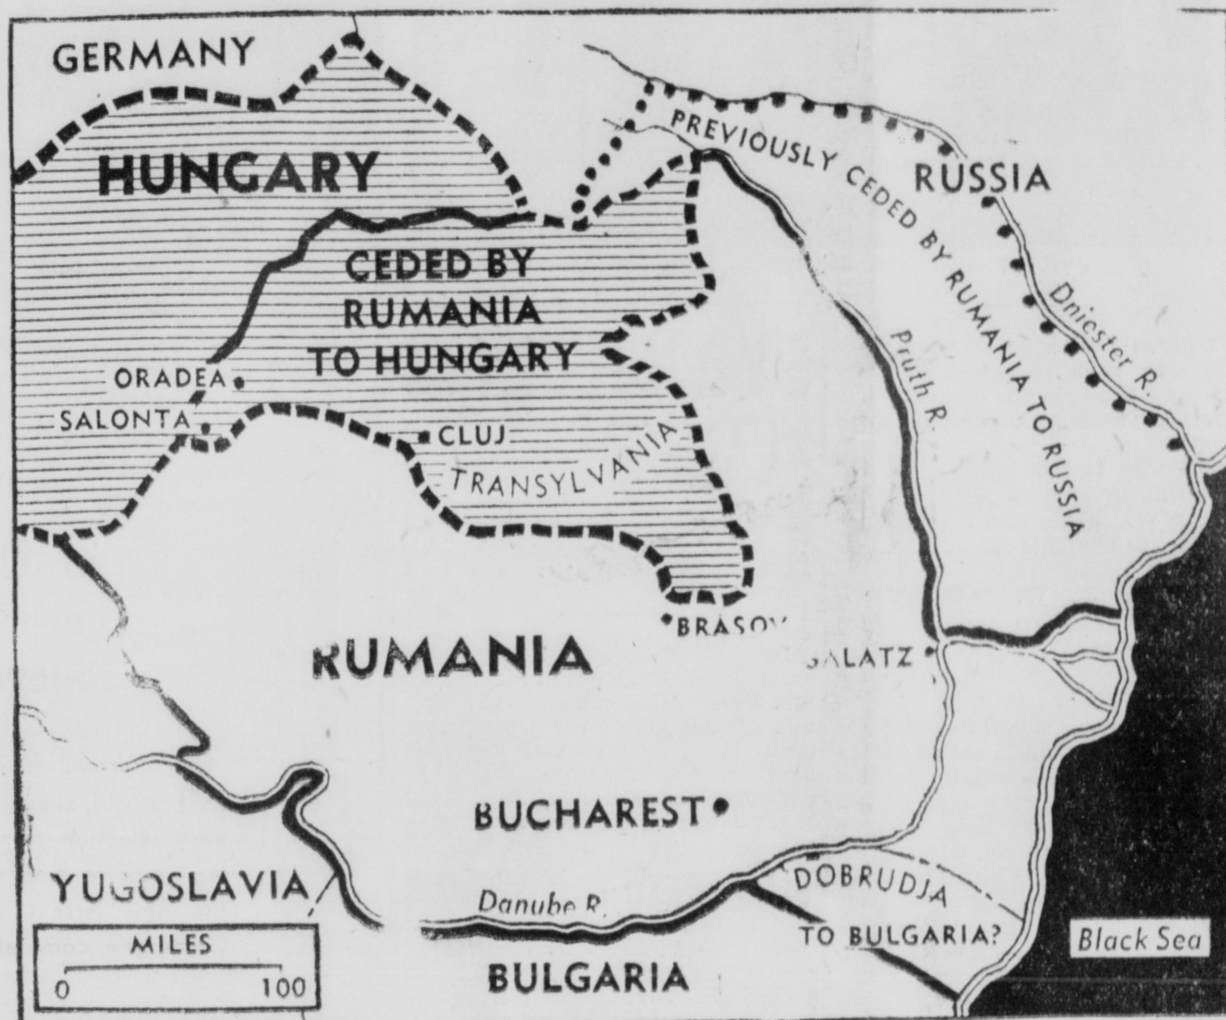 GERMANY
HUNGARY
PREVIOUSLY CEDED BY RUMANIA TO RUSSIA
RUSSIA
CEDED BY
RUMANIA
TO HUNGARY
Dniester R.
Pruth R.
ORADEA
SALONTA
CLUJ
TRANSYLVANIA
BRASOV
RUMANIA
GALATZ
BUCHAREST
YUGOSLAVIA
Danube R.
DOBRUDJA
TO BULGARIA?
Black Sea
BULGARIA
MILES
0 100